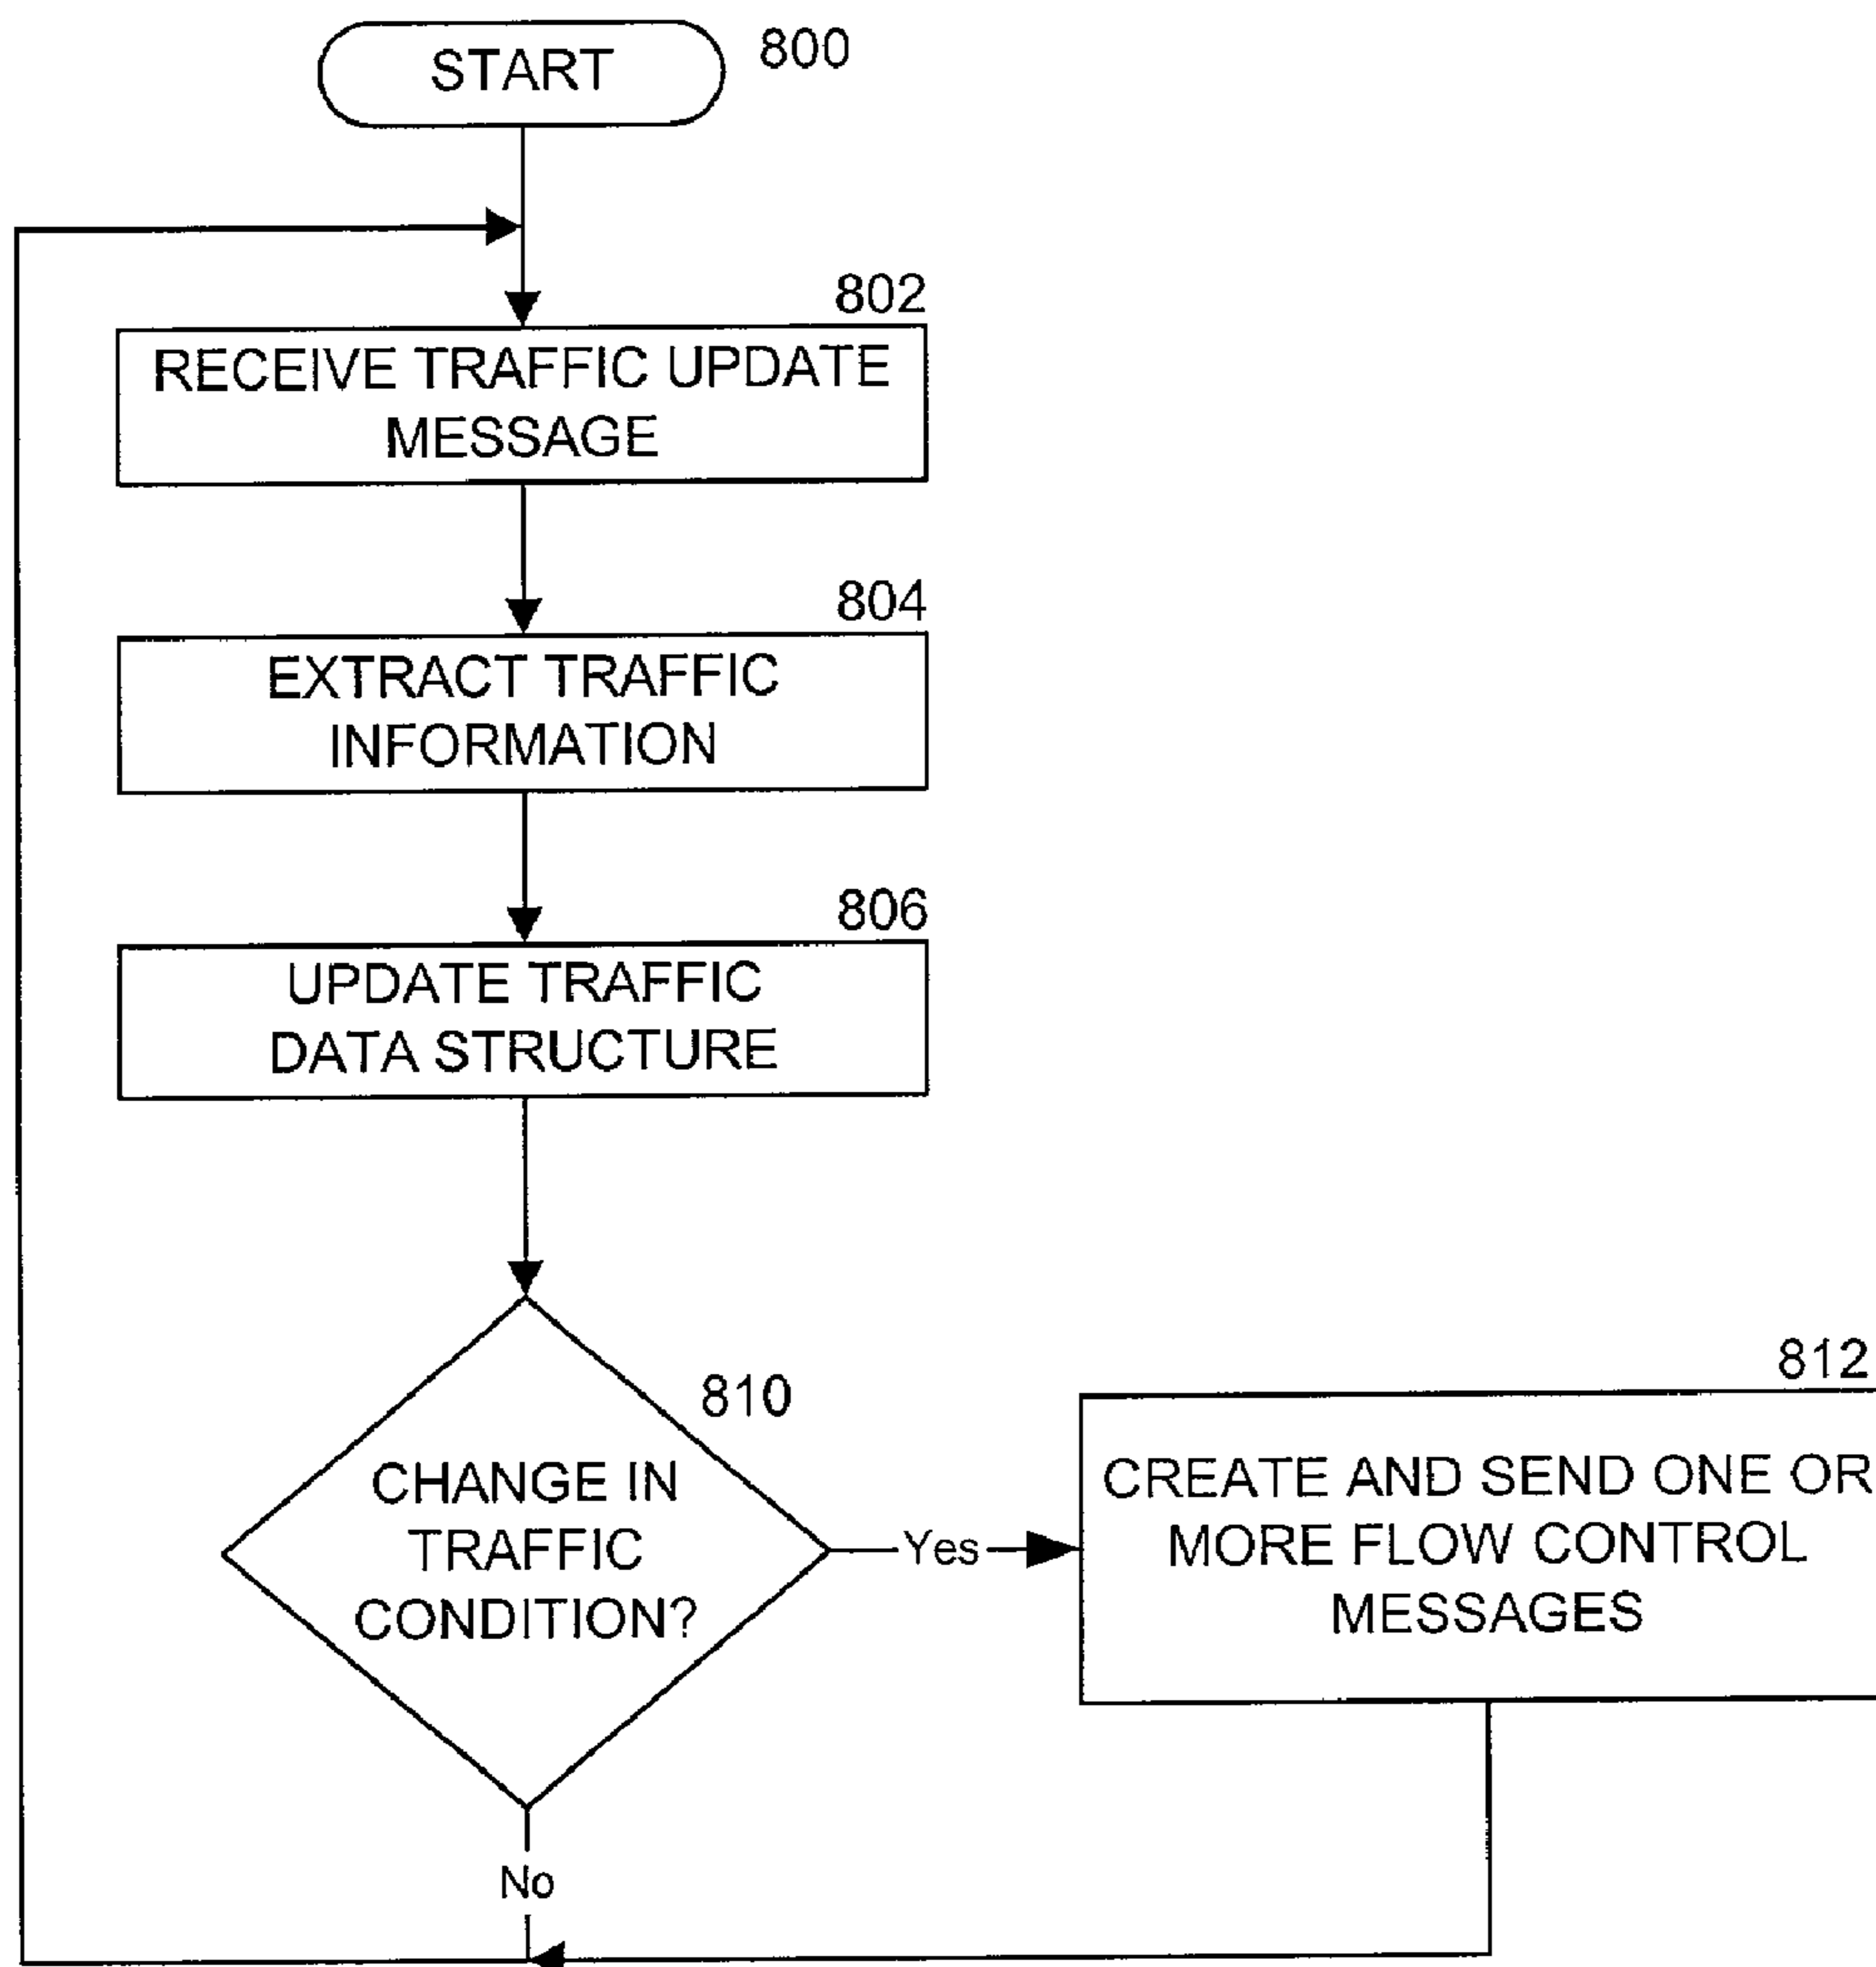 START
800
802
RECEIVE TRAFFIC UPDATE
MESSAGE
804
EXTRACT TRAFFIC
INFORMATION
806
UPDATE TRAFFIC
DATA STRUCTURE
810
CHANGE IN
TRAFFIC
CONDITION?
Yes
812
CREATE AND SEND ONE OR
MORE FLOW CONTROL
MESSAGES
No